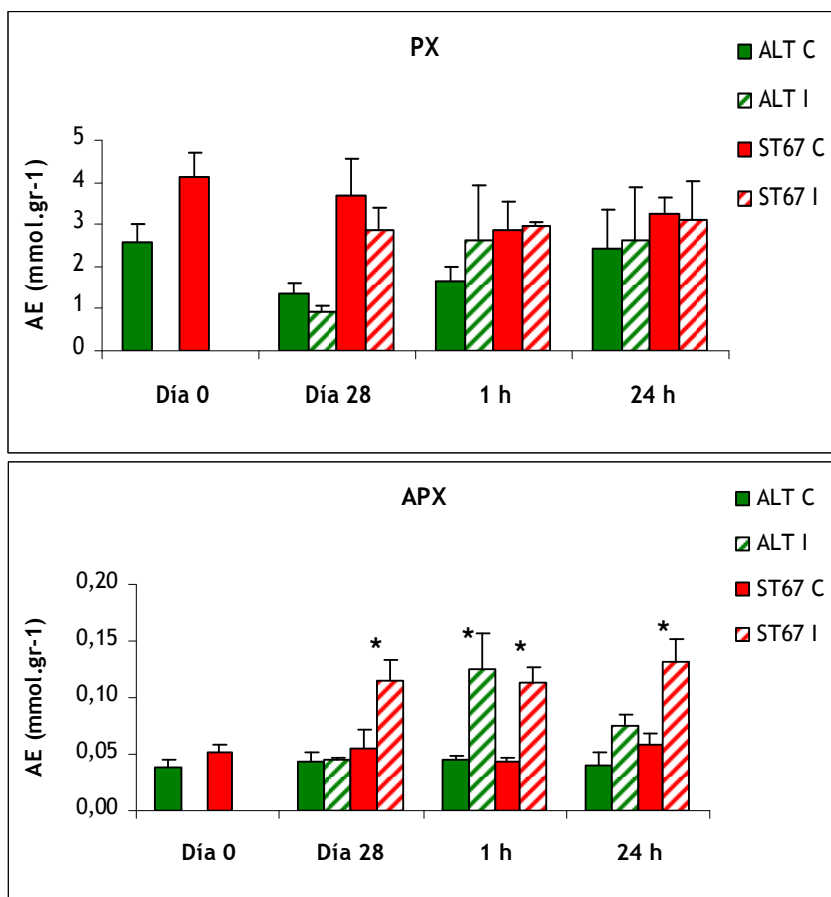 PX
ALT C
ALT I
ST67 C
ST67 I
AE (mmol.gr-1)
5
4
3
2
1
0
Día 0 Día 28 1 h 24 h
APX
ALT C
ALT I
ST67 C
ST67 I
AE (mmol.gr-1)
0,20
0,15
0,10
0,05
0,00
* * * *
Día 0 Día 28 1 h 24 h